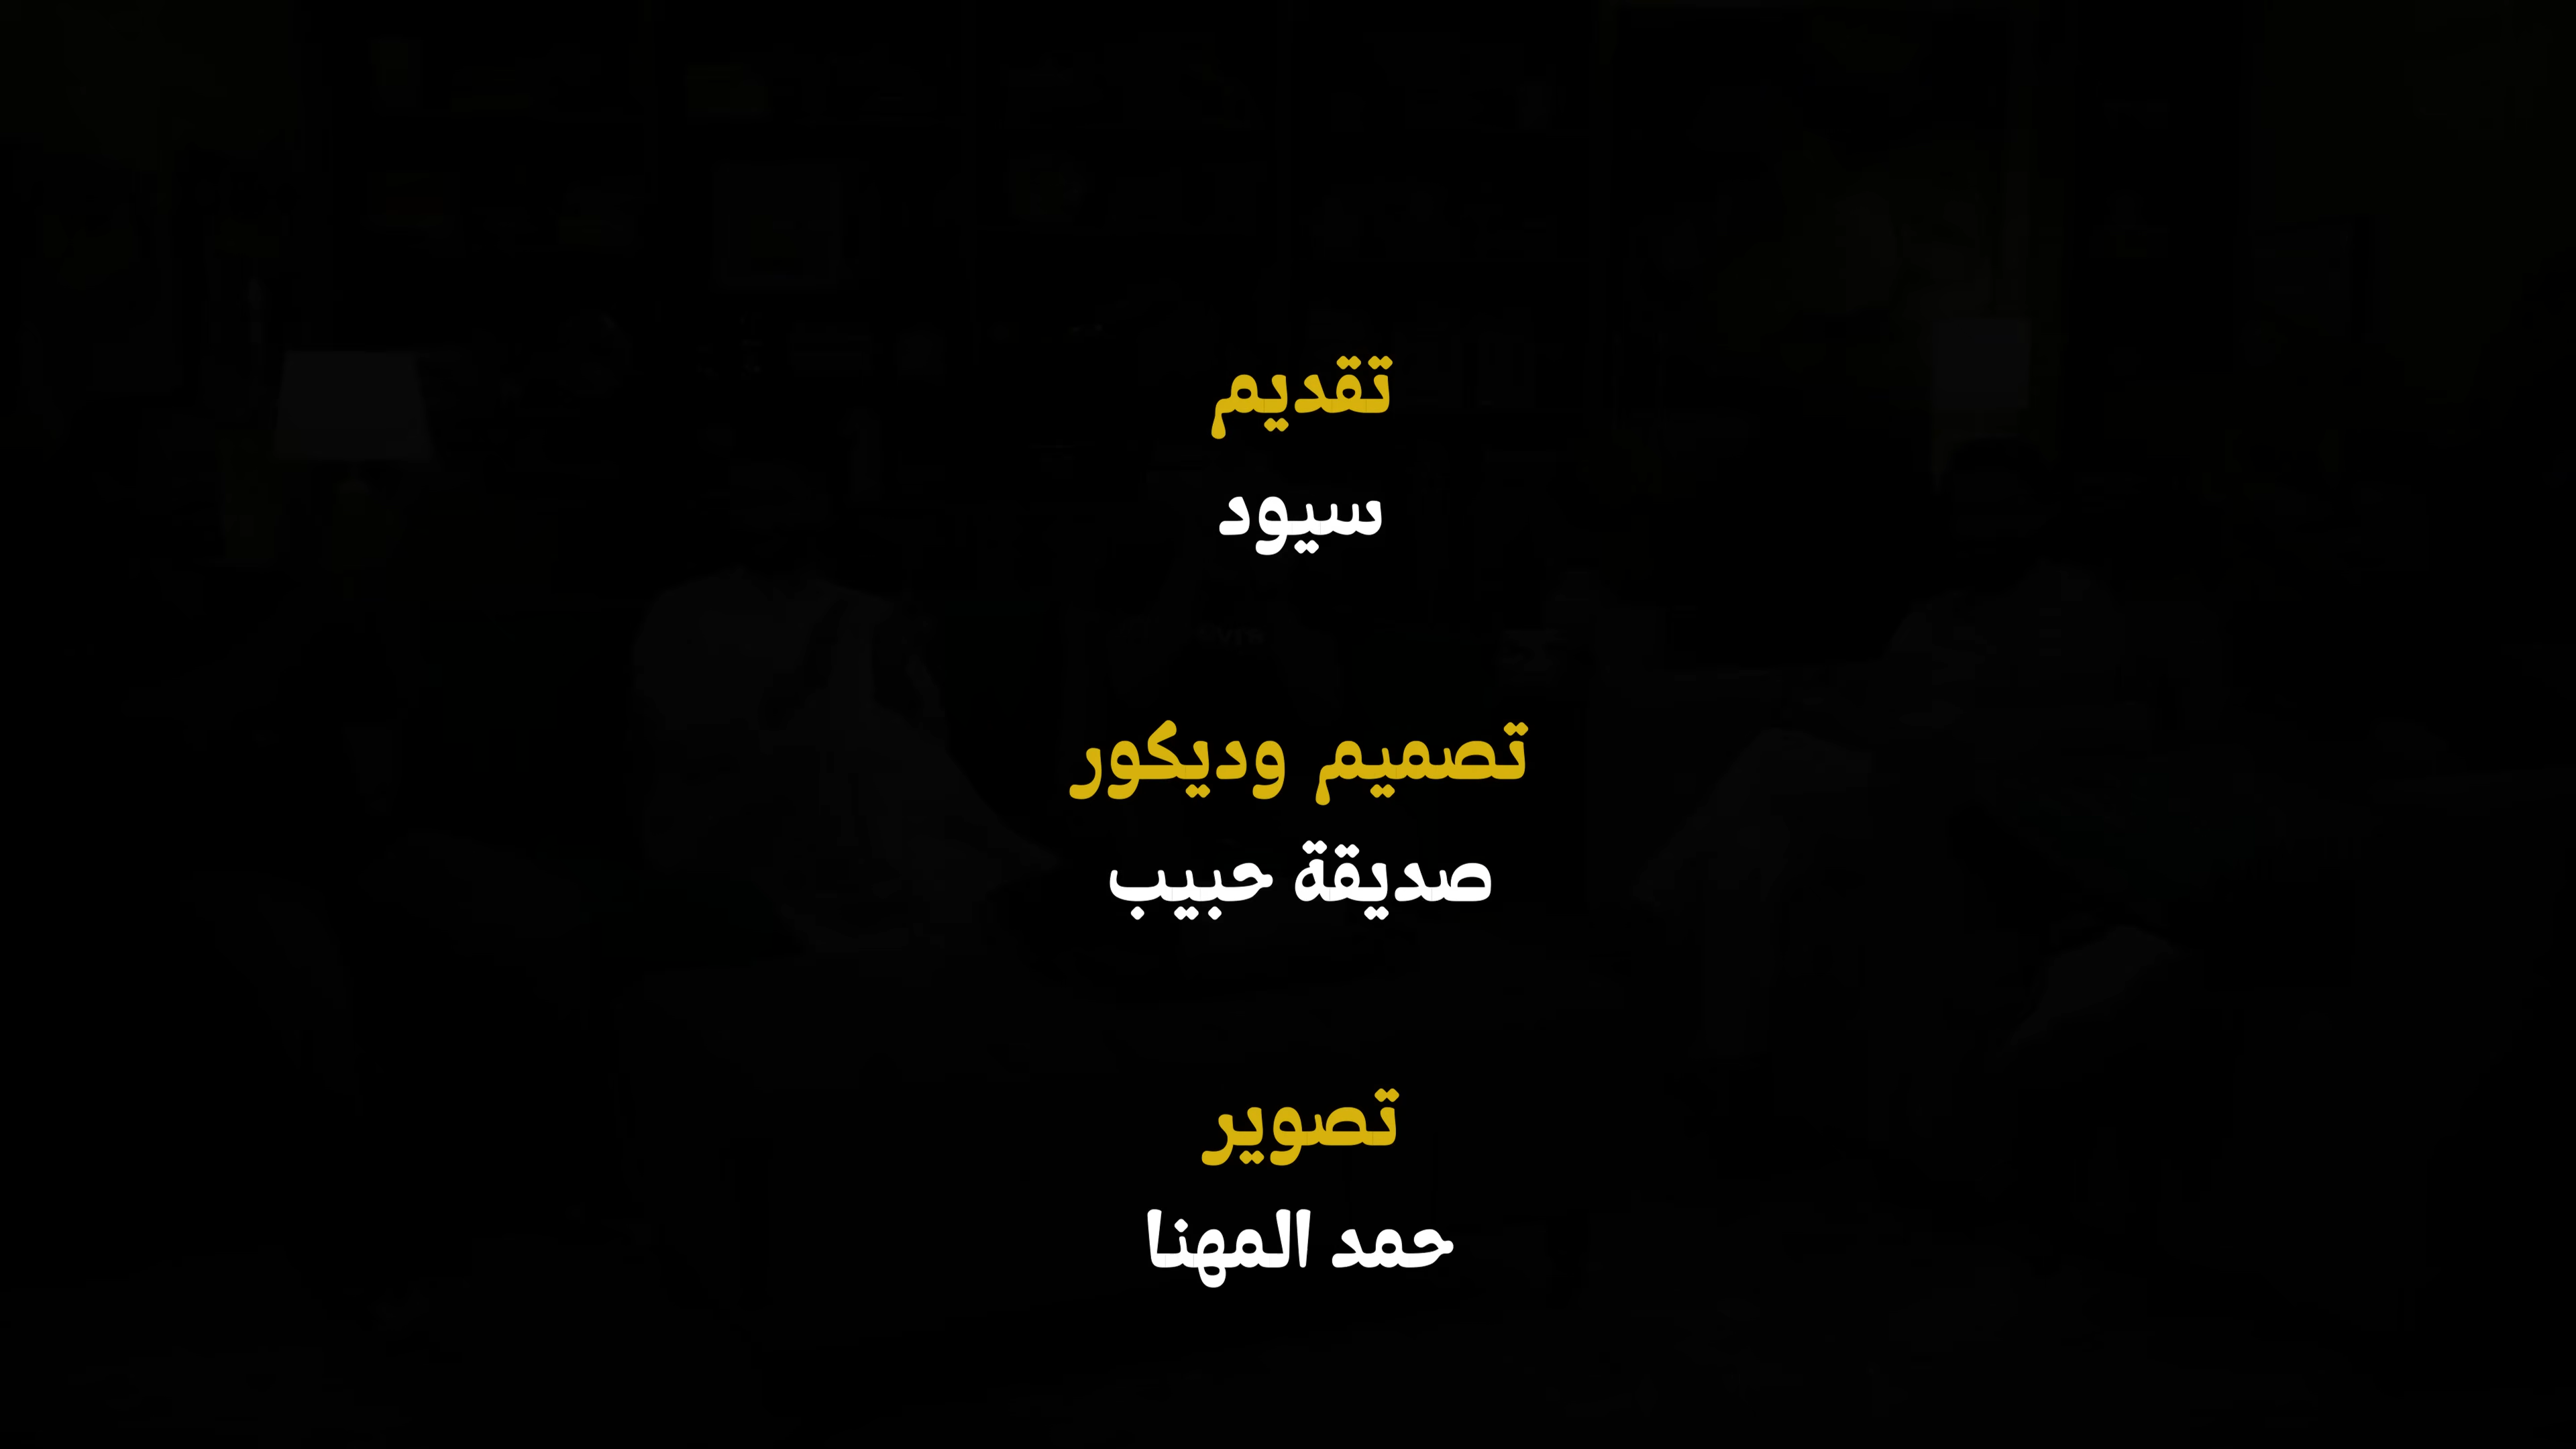 تقديم
سيود
تصميم وديكور
صديقة حبيب
تصوير
حمد المهنا